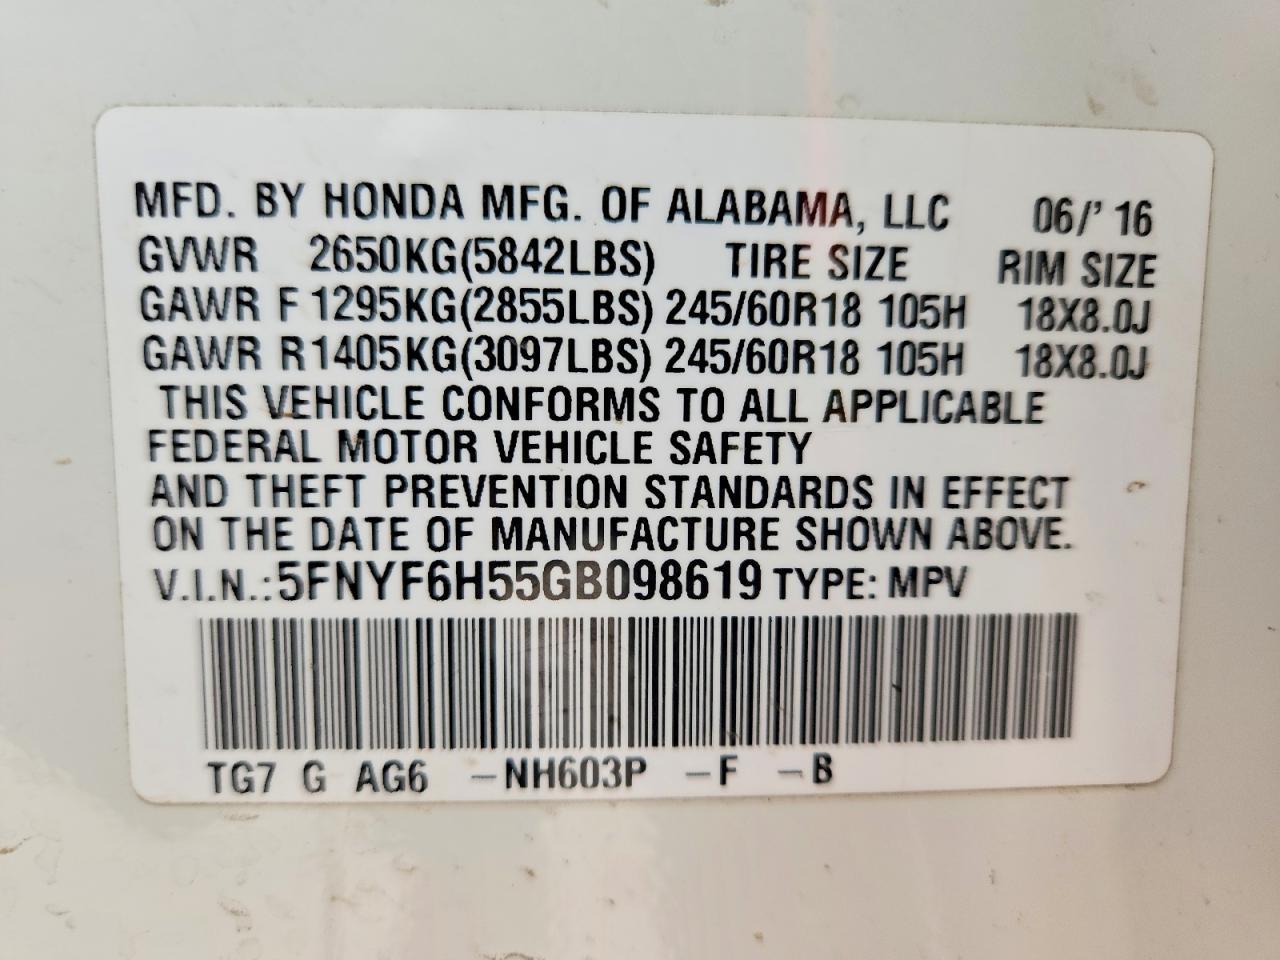 MFD. BY HONDA MFG. OF ALABAMA, LLC 06/' 16
GVWR 2650KG(5842LBS) TIRE SIZE RIM SIZE
GAWR F 1295KG(2855LBS) 245/60R18 105H 18X8.0J
GAWR R 1405KG(3097LBS) 245/60R18 105H 18X8.0J
THIS VEHICLE CONFORMS TO ALL APPLICABLE
FEDERAL MOTOR VEHICLE SAFETY
AND THEFT PREVENTION STANDARDS IN EFFECT
ON THE DATE OF MANUFACTURE SHOWN ABOVE.
V.I.N.:5FNYF6H55GB098619 TYPE: MPV
TG7 G AG6 -NH603P -F -B